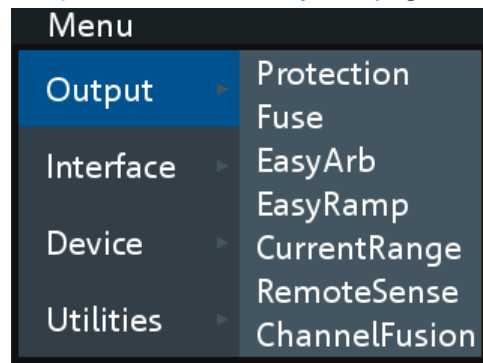 Menu
Output
Interface
Device
Utilities
Protection
Fuse
EasyArb
EasyRamp
CurrentRange
RemoteSense
ChannelFusion